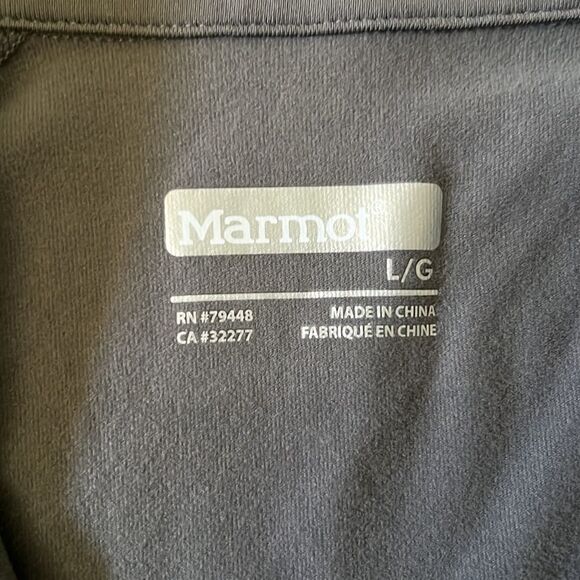 Marmot®
L/G
RN #79448
CA #32277
MADE IN CHINA
FABRIQUÉ EN CHINE